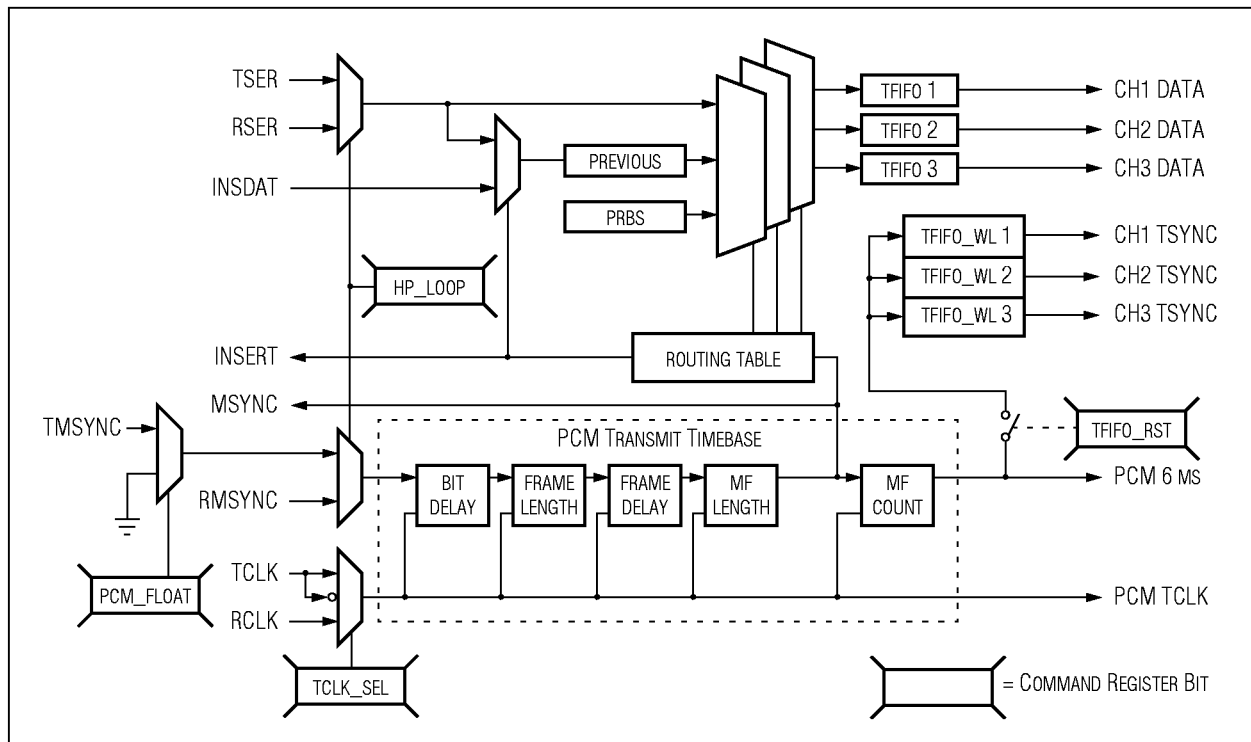 TSER
RSER
INSDAT
PREVIOUS
PRBS
TFIFO 1
TFIFO 2
TFIFO 3
CH1 DATA
CH2 DATA
CH3 DATA
TFIFO_WL 1
TFIFO_WL 2
TFIFO_WL 3
CH1 TSYNC
CH2 TSYNC
CH3 TSYNC
HP_LOOP
INSERT
ROUTING TABLE
MSYNC
TMSYNC
RMSYNC
PCM TRANSMIT TIMEBASE
TFIFO_RST
BIT
DELAY
FRAME
LENGTH
FRAME
DELAY
MF
LENGTH
MF
COUNT
PCM 6 MS
TCLK
RCLK
PCM_FLOAT
PCM TCLK
TCLK_SEL
= COMMAND REGISTER BIT